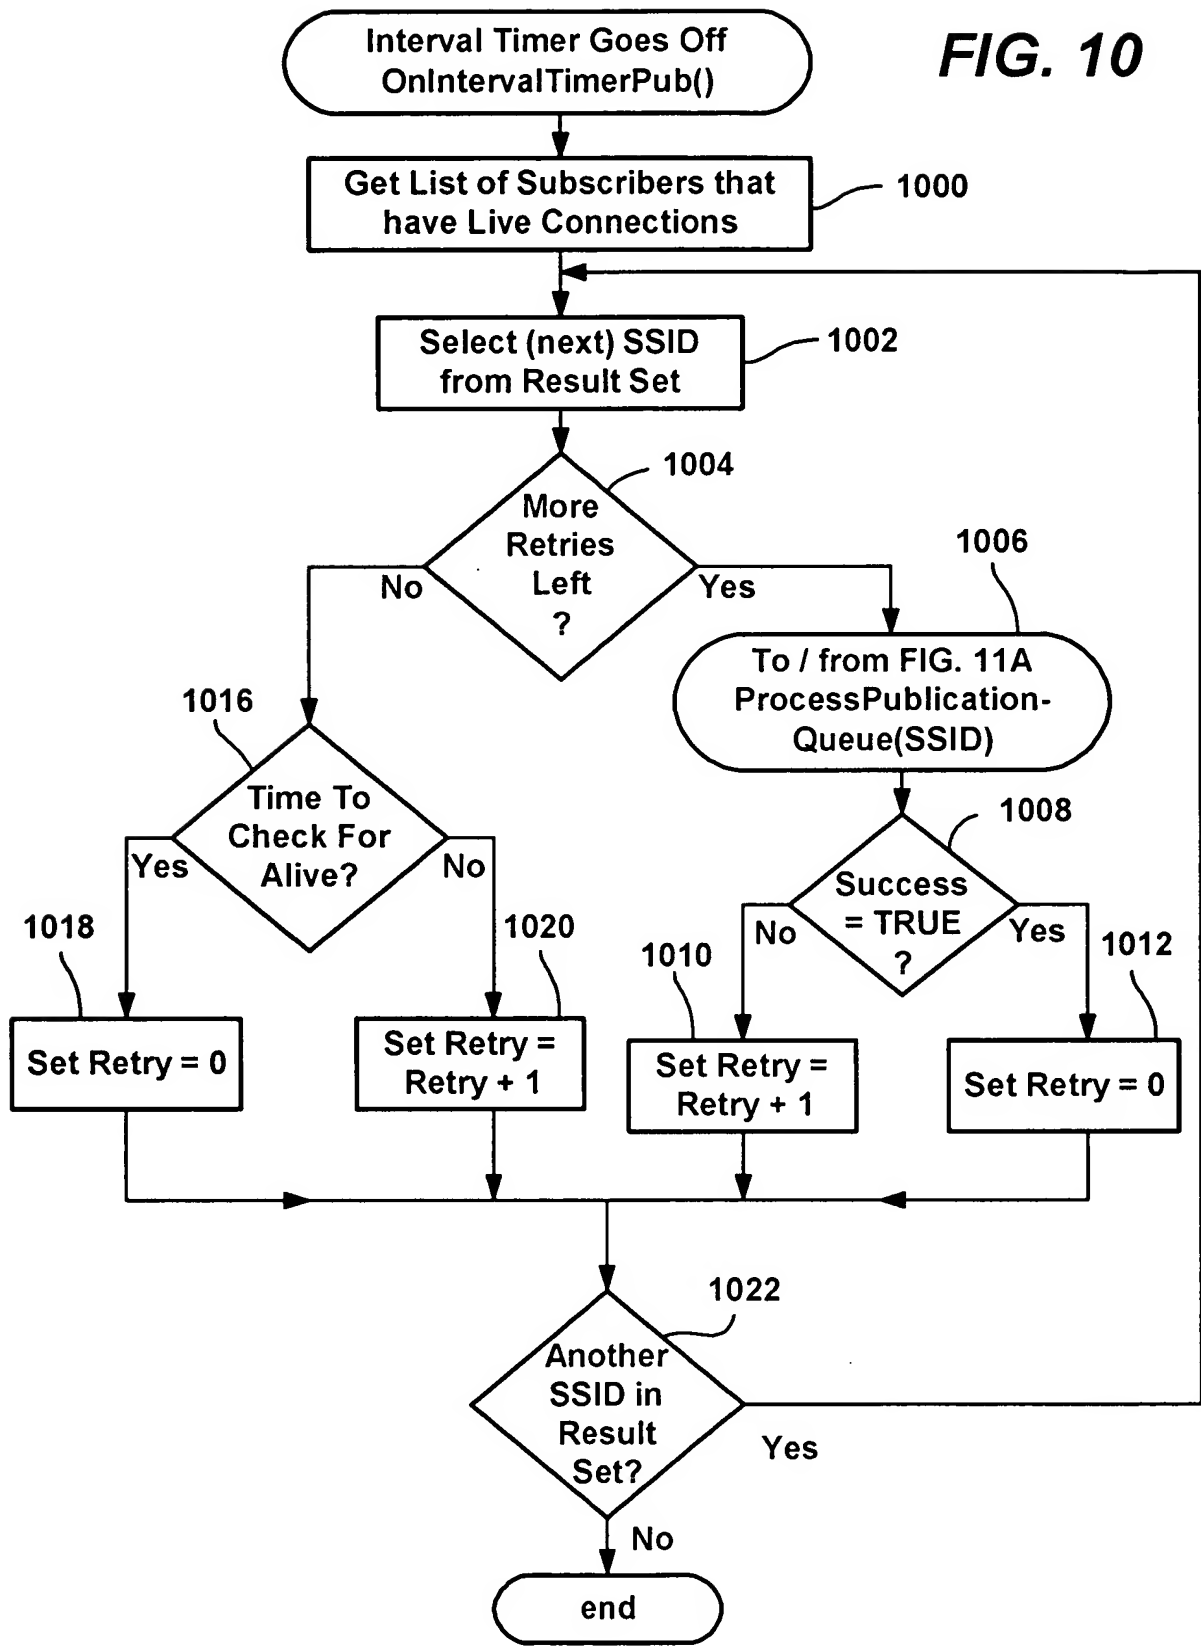 Interval Timer Goes Off
OnIntervalTimerPub()
FIG. 10
Get List of Subscribers that
have Live Connections
1000
Select (next) SSID
from Result Set
1002
1004
More
Retries
Left
?
No
Yes
1006
To / from FIG. 11A
ProcessPublication-
Queue(SSID)
1016
Time To
Check For
Alive?
Yes
No
1008
Success
= TRUE
?
No
Yes
1018
Set Retry = 0
1020
Set Retry =
Retry + 1
1010
Set Retry =
Retry + 1
1012
Set Retry = 0
1022
Another
SSID in
Result
Set?
Yes
No
end